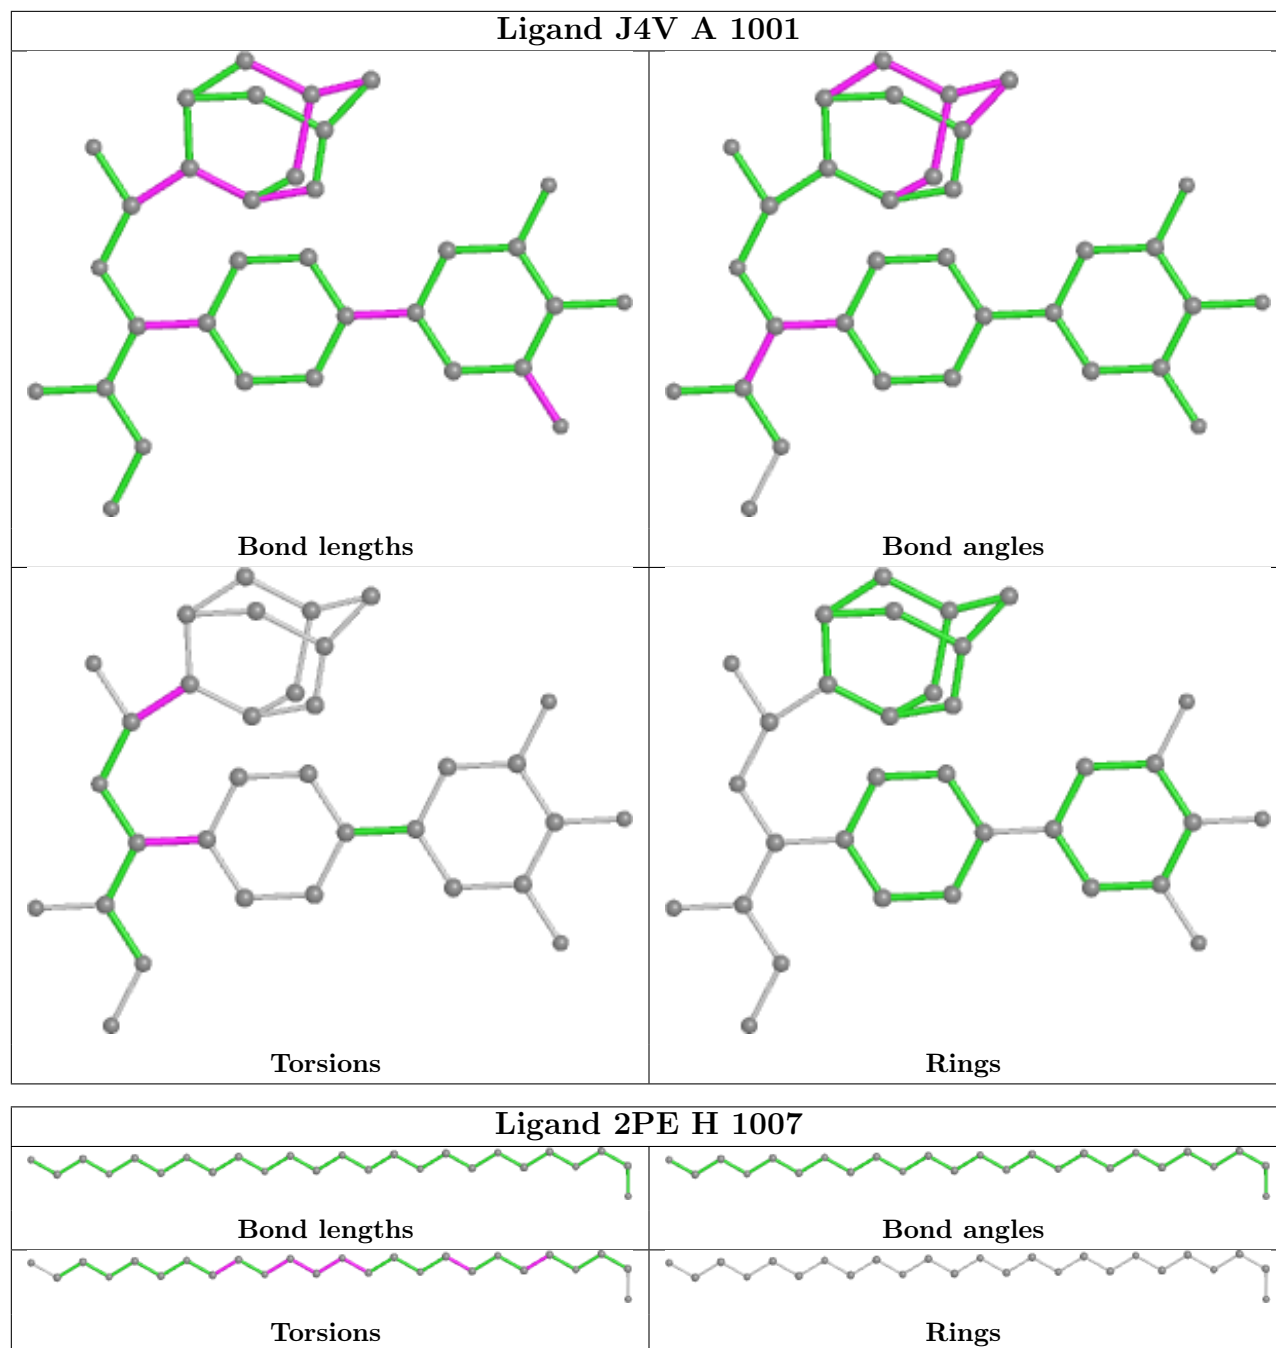 Ligand J4V A 1001
Bond lengths
Bond angles
Torsions
Rings
Ligand 2PE H 1007
Bond lengths
Bond angles
Torsions
Rings